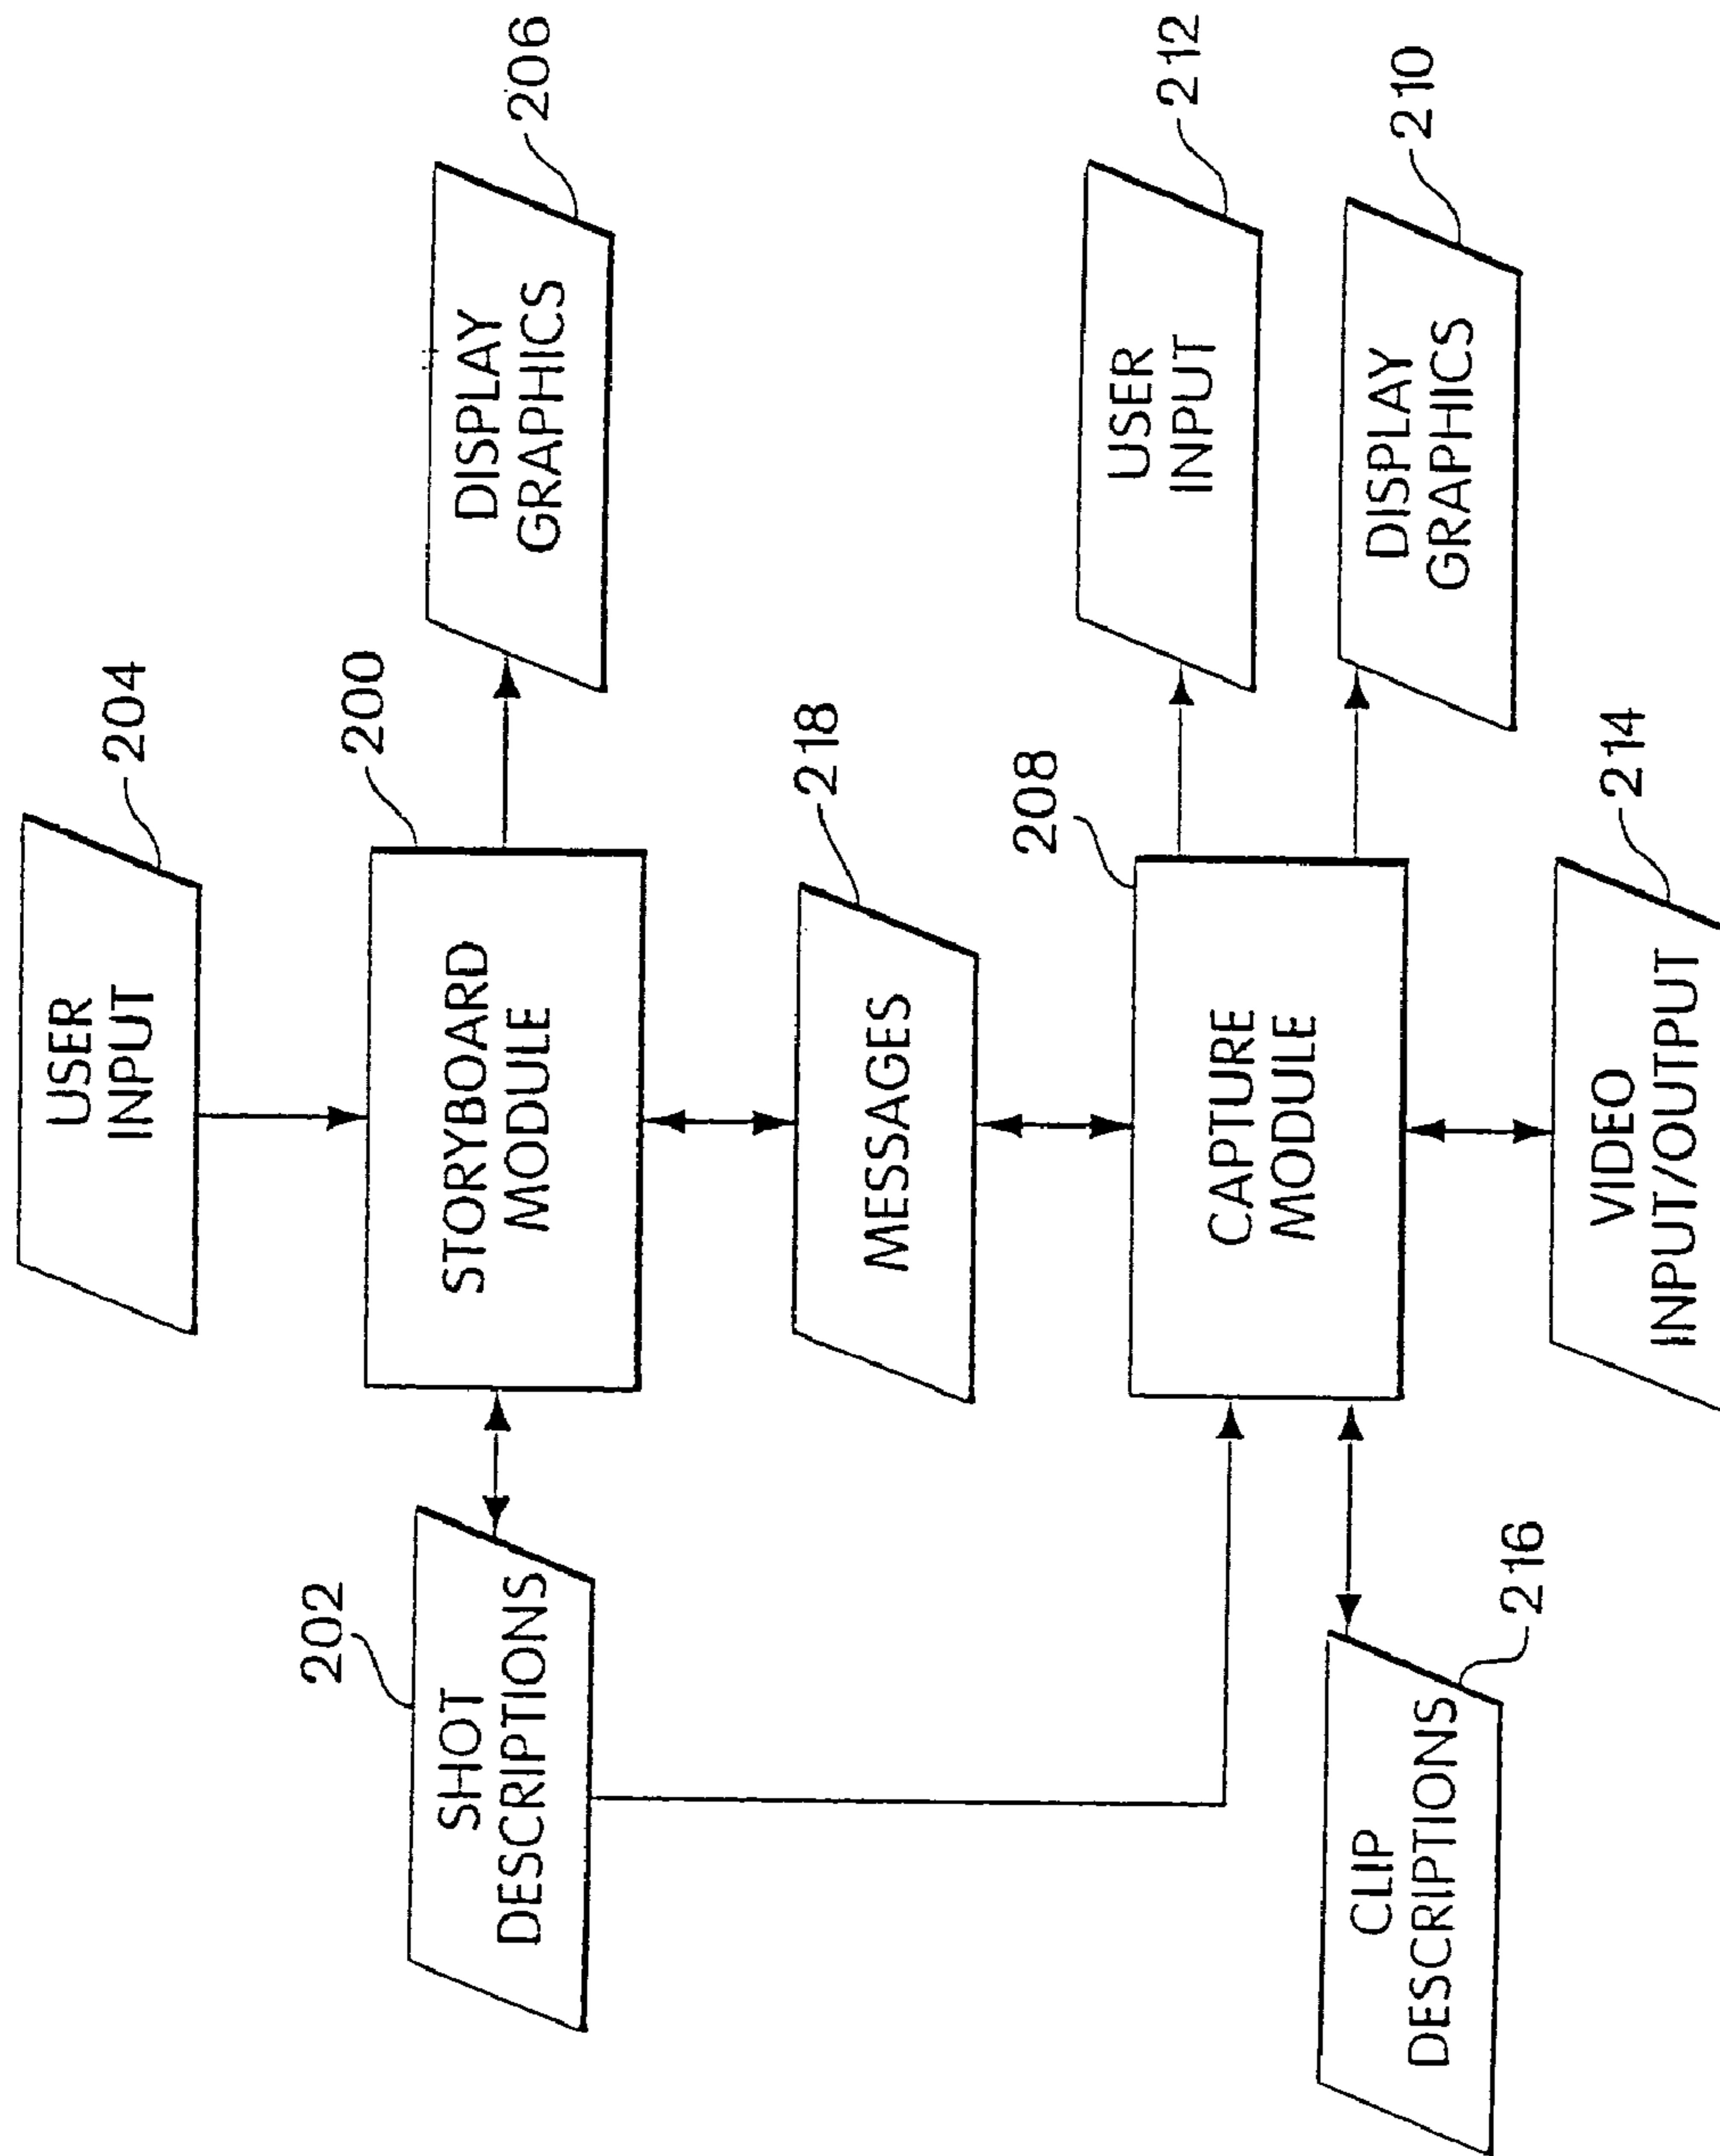 USER
INPUT
204
STORYBOARD
MODULE
200
DISPLAY
GRAPHICS
206
202
SHOT
DESCRIPTIONS
MESSAGES
218
CAPTURE
MODULE
208
USER
INPUT
212
DISPLAY
GRAPHICS
210
CLIP
DESCRIPTIONS
216
VIDEO
INPUT/OUTPUT
214